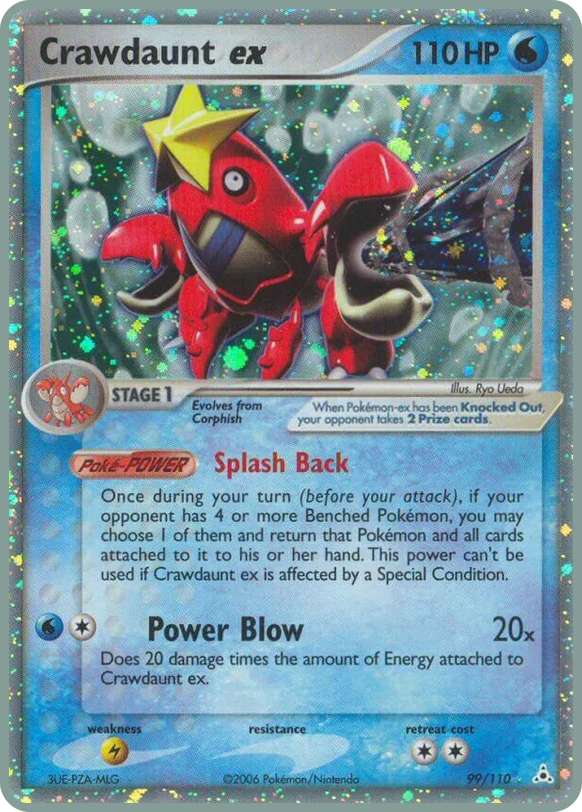 Crawdaunt ex 110 HP
Illus. Ryo Ueda
STAGE 1
Evolves from
Corphish
When Pokémon-ex has been Knocked Out,
your opponent takes 2 Prize cards.
Poké-POWER Splash Back
Once during your turn (before your attack), if your
opponent has 4 or more Benched Pokémon, you may
choose 1 of them and return that Pokémon and all cards
attached to it to his or her hand. This power can't be
used if Crawdaunt ex is affected by a Special Condition.
Power Blow 20x
Does 20 damage times the amount of Energy attached to
Crawdaunt ex.
weakness resistance retreat cost
3UE-PZA-MLG ©2006 Pokémon/Nintendo 99/110